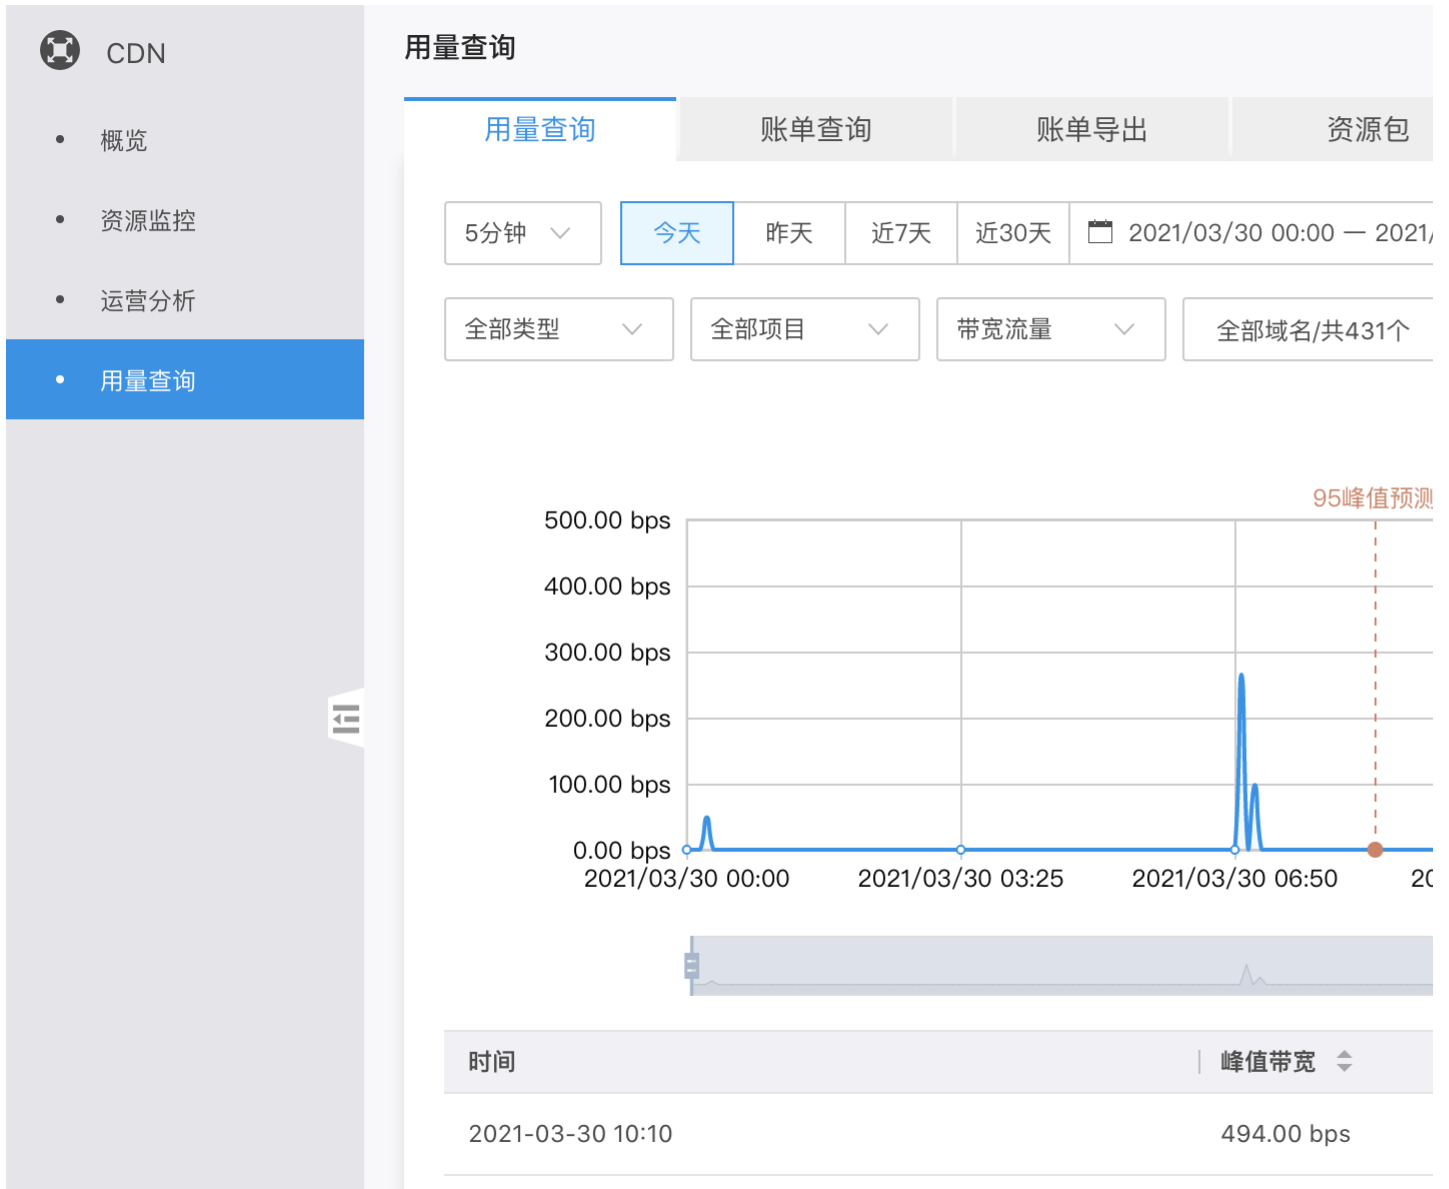 CDN
概览
资源监控
运营分析
用量查询
用量查询
用量查询 账单查询 账单导出 资源包
5分钟 今天 昨天 近7天 近30天 2021/03/30 00:00 — 2021/
全部类型 全部项目 带宽流量 全部域名/共431个
95峰值预测
500.00 bps
400.00 bps
300.00 bps
200.00 bps
100.00 bps
0.00 bps
2021/03/30 00:00 2021/03/30 03:25 2021/03/30 06:50 20
时间 峰值带宽
2021-03-30 10:10 494.00 bps